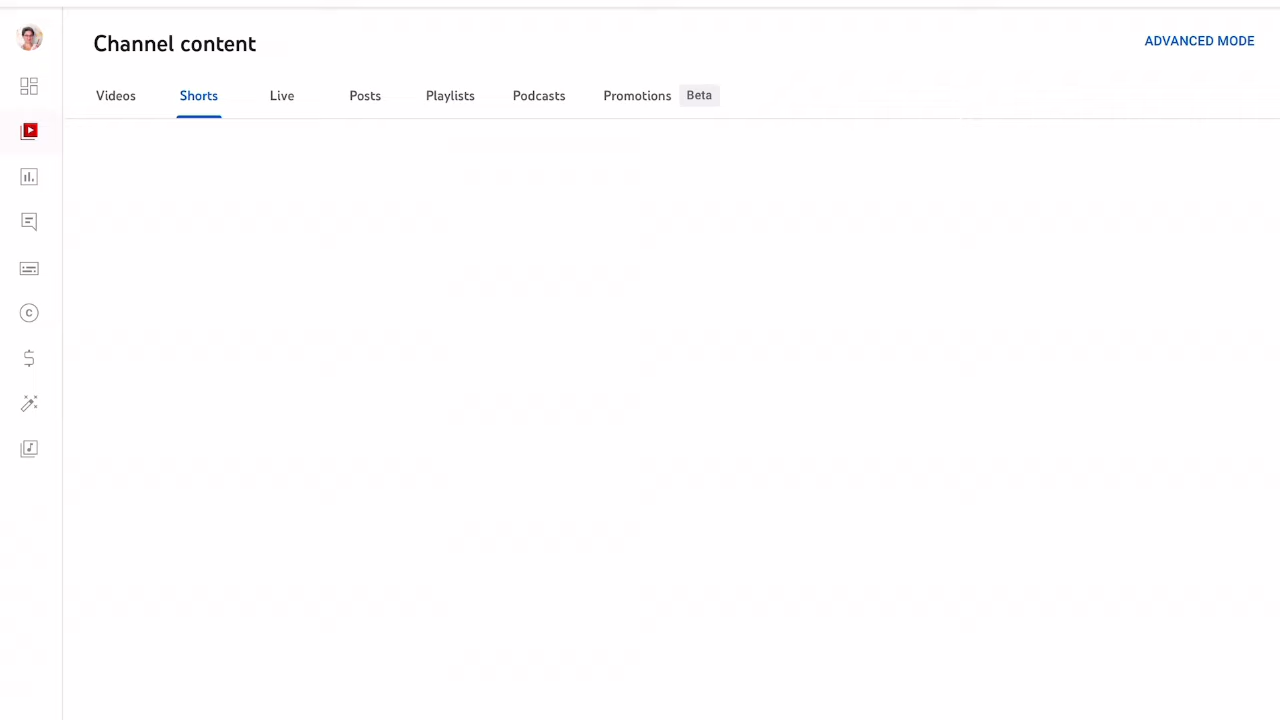 Channel content
ADVANCED MODE
Videos Shorts Live Posts Playlists Podcasts Promotions Beta